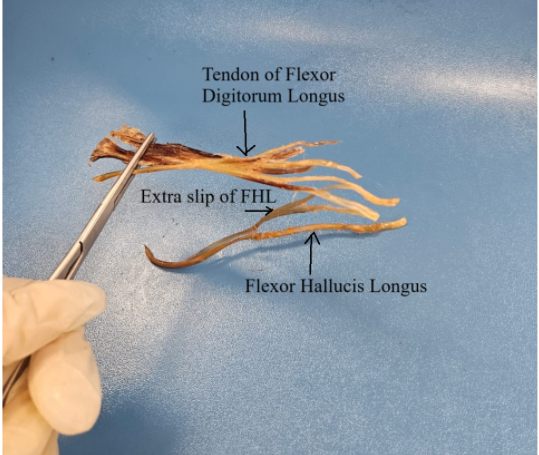 Tendon of Flexor
Digitorum Longus
Extra slip of FHL
Flexor Hallucis Longus